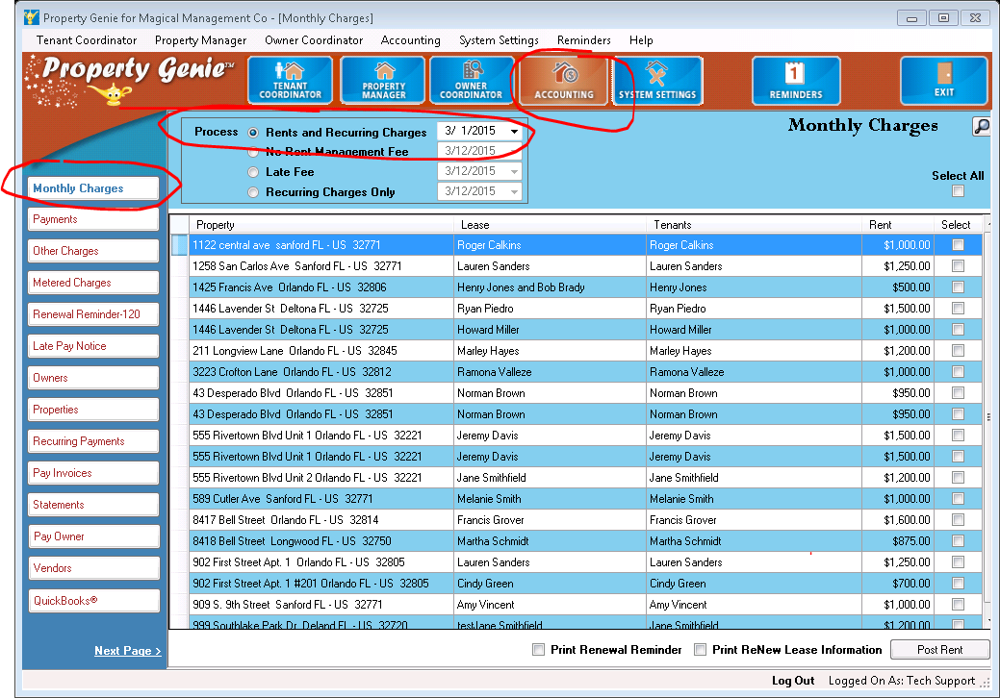 Property Genie for Magical Management Co - [Monthly Charges]
Tenant Coordinator Property Manager Owner Coordinator Accounting System Settings Reminders Help
Property Genie™
TENANT
COORDINATOR
PROPERTY
MANAGER
OWNER
COORDINATOR
ACCOUNTING
SYSTEM SETTINGS
1
REMINDERS
EXIT
Process Rents and Recurring Charges 3/ 1/2015
No Rent Management Fee 3/12/2015
Late Fee 3/12/2015
Recurring Charges Only 3/12/2015
Monthly Charges
Select All
Monthly Charges
Payments
Other Charges
Metered Charges
Renewal Reminder-120
Late Pay Notice
Owners
Properties
Recurring Payments
Pay Invoices
Statements
Pay Owner
Vendors
QuickBooks®
Next Page >
Property Lease Tenants Rent Select
1122 central ave sanford FL - US 32771 Roger Calkins Roger Calkins $1,000.00
1258 San Carlos Ave Sanford FL - US 32771 Lauren Sanders Lauren Sanders $1,250.00
1425 Francis Ave Orlando FL - US 32806 Henry Jones and Bob Brady Henry Jones $500.00
1446 Lavender St Deltona FL - US 32725 Ryan Piedro Ryan Piedro $1,500.00
1446 Lavender St Deltona FL - US 32725 Howard Miller Howard Miller $1,000.00
211 Longview Lane Orlando FL - US 32845 Marley Hayes Marley Hayes $1,200.00
3223 Crofton Lane Orlando FL - US 32812 Ramona Valleze Ramona Valleze $1,000.00
43 Desperado Blvd Orlando FL - US 32851 Norman Brown Norman Brown $950.00
43 Desperado Blvd Orlando FL - US 32851 Norman Brown Norman Brown $950.00
555 Rivertown Blvd Unit 1 Orlando FL - US 32221 Jeremy Davis Jeremy Davis $1,500.00
555 Rivertown Blvd Unit 1 Orlando FL - US 32221 Jeremy Davis Jeremy Davis $1,500.00
555 Rivertown Blvd Unit 2 Orlando FL - US 32221 Jane Smithfield Jane Smithfield $1,200.00
589 Cutler Ave Sanford FL - US 32771 Melanie Smith Melanie Smith $1,000.00
8417 Bell Street Orlando FL - US 32814 Francis Grover Francis Grover $1,600.00
8418 Bell Street Longwood FL - US 32750 Martha Schmidt Martha Schmidt $875.00
902 First Street Apt. 1 Orlando FL - US 32805 Lauren Sanders Lauren Sanders $1,250.00
902 First Street Apt. 1 #201 Orlando FL - US 32805 Cindy Green Cindy Green $700.00
909 S. 9th Street Sanford FL - US 32771 Amy Vincent Amy Vincent $1,000.00
999 Southlake Park Dr Deland FL - US 32720 testJane Smithfield Jane Smithfield $1,200.00
Print Renewal Reminder Print ReNew Lease Information Post Rent
Log Out Logged On As: Tech Support